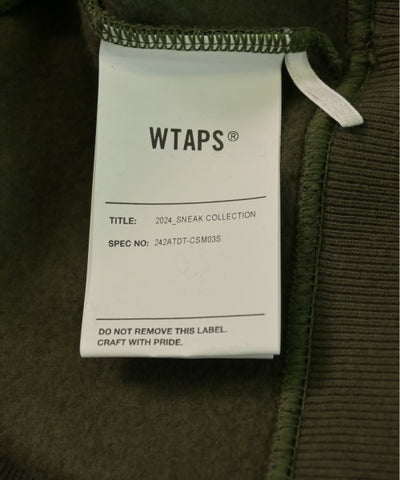 WTAPS®
TITLE: 2024_SNEAK COLLECTION
SPEC NO: 242ATDT-CSM03S
DO NOT REMOVE THIS LABEL.
CRAFT WITH PRIDE.